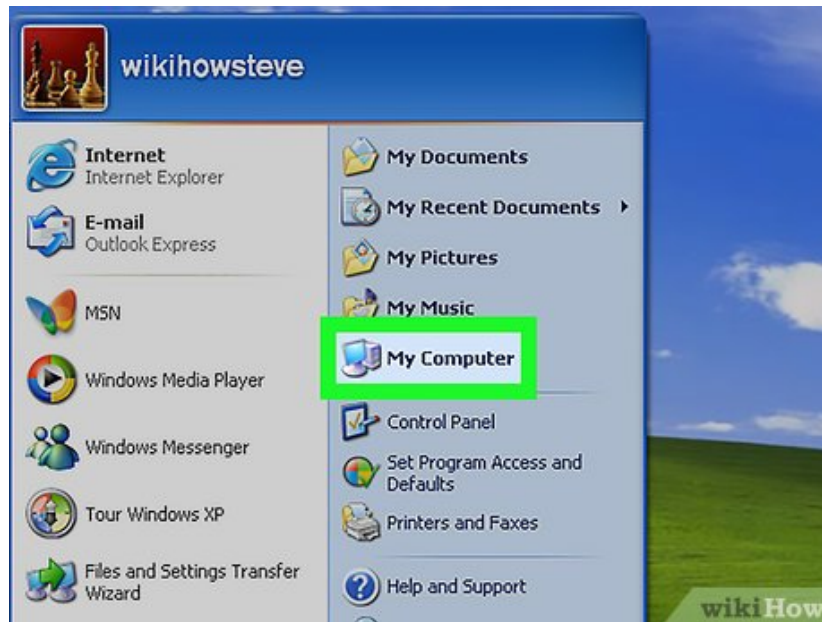 wikihowsteve
Internet
Internet Explorer
E-mail
Outlook Express
MSN
Windows Media Player
Windows Messenger
Tour Windows XP
Files and Settings Transfer
Wizard
My Documents
My Recent Documents
My Pictures
My Music
My Computer
Control Panel
Set Program Access and
Defaults
Printers and Faxes
Help and Support
wikiHow